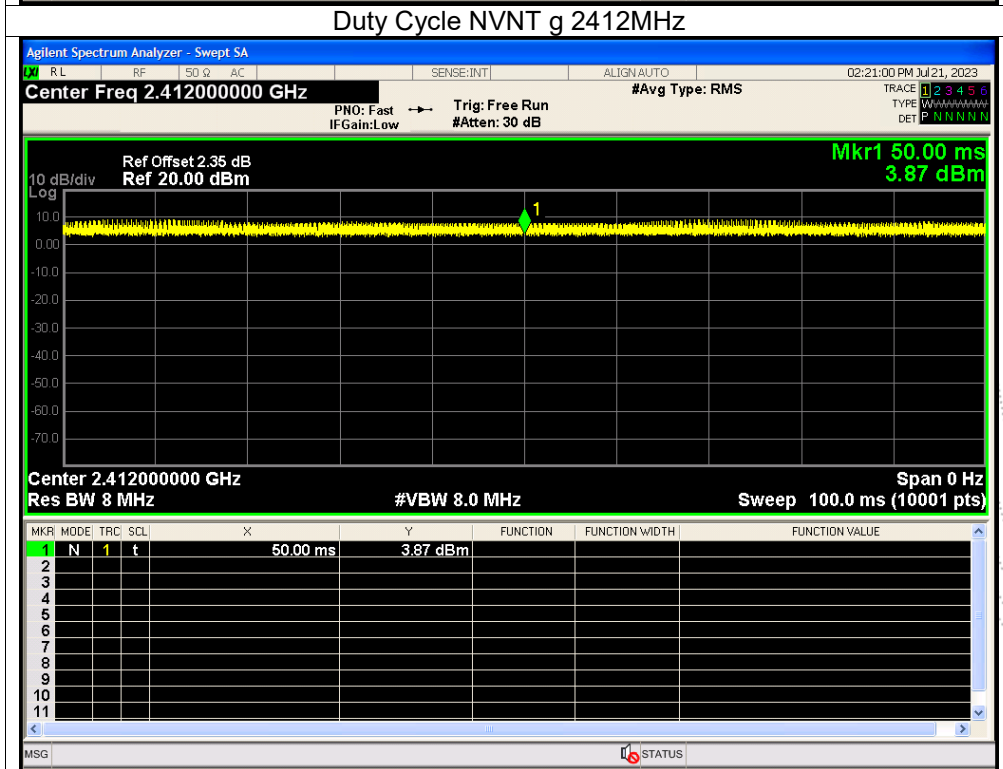 Duty Cycle NVNT g 2412MHz
Agilent Spectrum Analyzer - Swept SA
LXI RL RF 50 Ω AC SENSE:INT ALIGN AUTO 02:21:00 PM Jul 21, 2023
Center Freq 2.412000000 GHz #Avg Type: RMS TRACE 1 2 3 4 5 6
PNO: Fast Trig: Free Run TYPE WWWWWW
IFGain:Low #Atten: 30 dB DET P N N N N N
Mkr1 50.00 ms
3.87 dBm
Ref Offset 2.35 dB
10 dB/div Ref 20.00 dBm
Log
1
10.0
0.00
-10.0
-20.0
-30.0
-40.0
-50.0
-60.0
-70.0
Center 2.412000000 GHz Span 0 Hz
Res BW 8 MHz #VBW 8.0 MHz Sweep 100.0 ms (10001 pts)
MKR MODE TRC SCL X Y FUNCTION FUNCTION WIDTH FUNCTION VALUE
1 N 1 t 50.00 ms 3.87 dBm
2
3
4
5
6
7
8
9
10
11
MSG STATUS